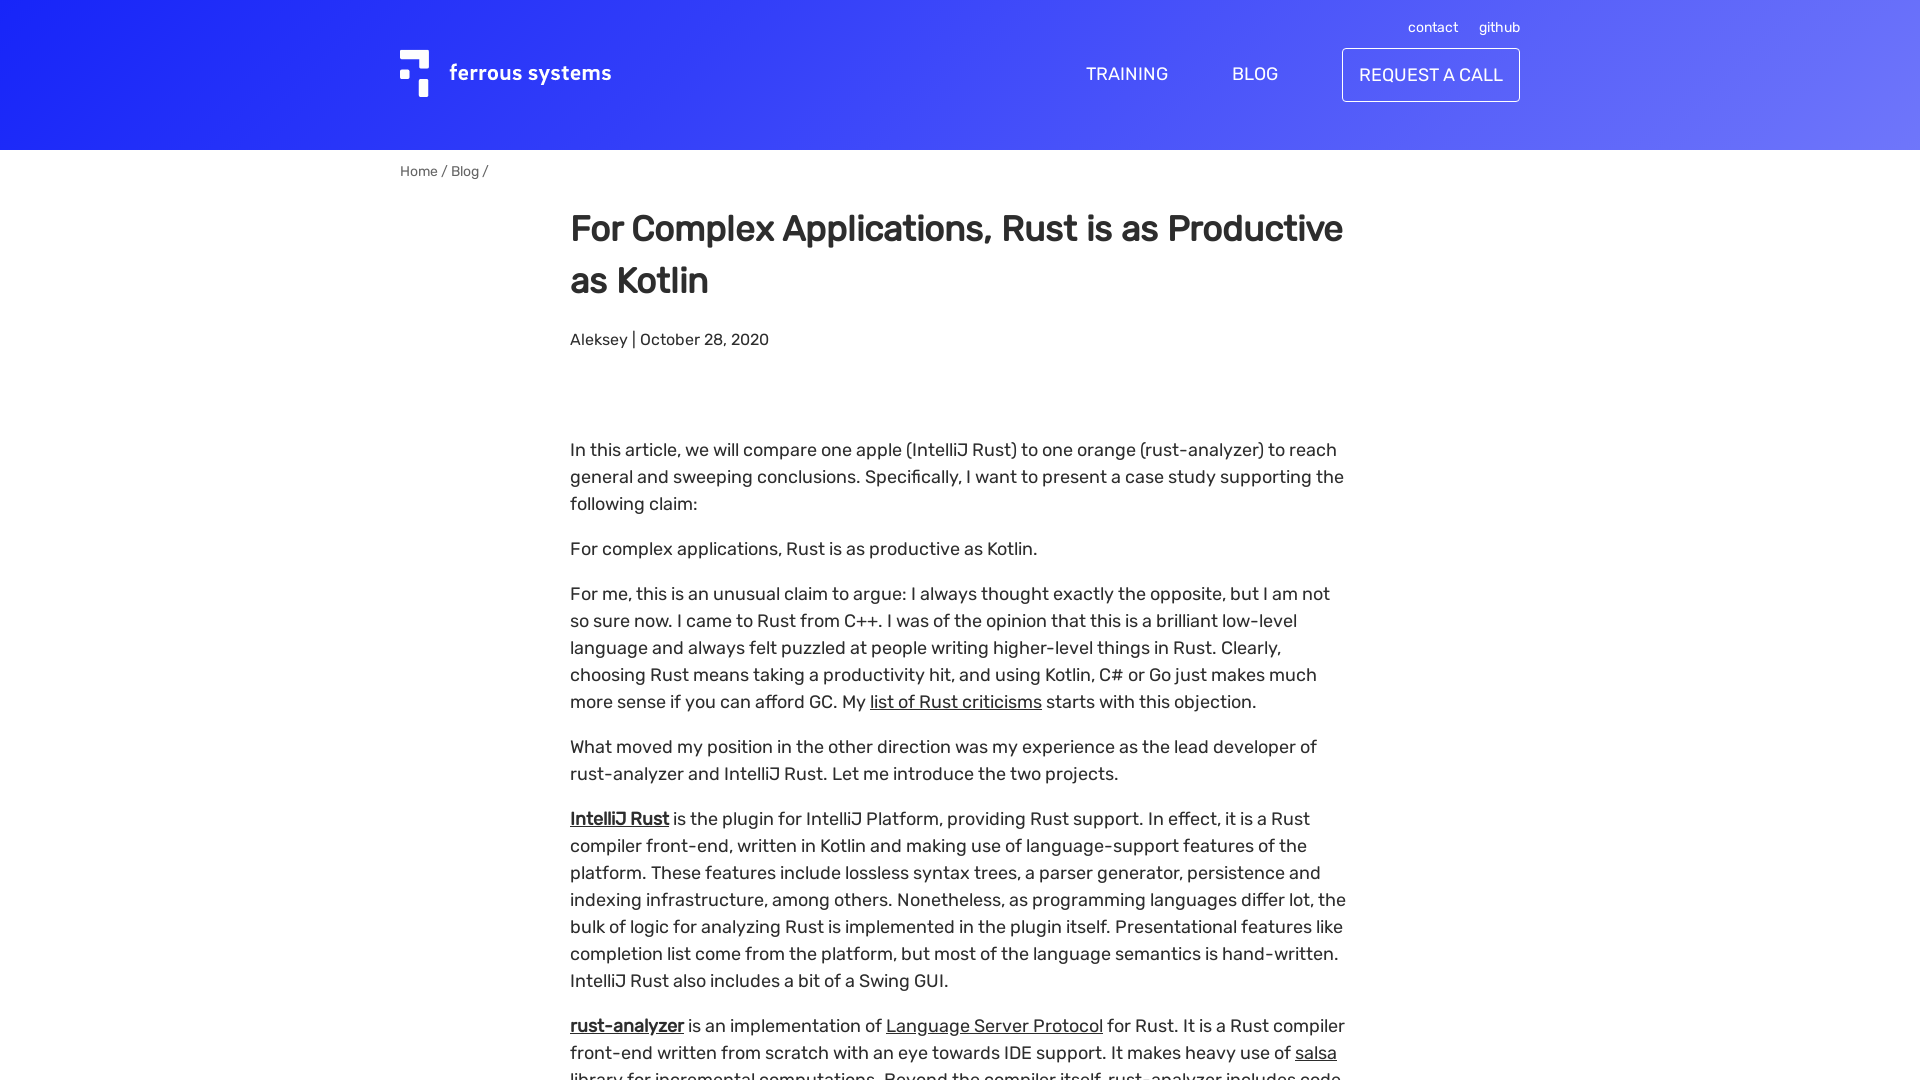 contact github
ferrous systems
TRAINING BLOG REQUEST A CALL
Home / Blog /
For Complex Applications, Rust is as Productive
as Kotlin
Aleksey | October 28, 2020
In this article, we will compare one apple (IntelliJ Rust) to one orange (rust-analyzer) to reach
general and sweeping conclusions. Specifically, I want to present a case study supporting the
following claim:
For complex applications, Rust is as productive as Kotlin.
For me, this is an unusual claim to argue: I always thought exactly the opposite, but I am not
so sure now. I came to Rust from C++. I was of the opinion that this is a brilliant low-level
language and always felt puzzled at people writing higher-level things in Rust. Clearly,
choosing Rust means taking a productivity hit, and using Kotlin, C# or Go just makes much
more sense if you can afford GC. My list of Rust criticisms starts with this objection.
What moved my position in the other direction was my experience as the lead developer of
rust-analyzer and IntelliJ Rust. Let me introduce the two projects.
IntelliJ Rust is the plugin for IntelliJ Platform, providing Rust support. In effect, it is a Rust
compiler front-end, written in Kotlin and making use of language-support features of the
platform. These features include lossless syntax trees, a parser generator, persistence and
indexing infrastructure, among others. Nonetheless, as programming languages differ lot, the
bulk of logic for analyzing Rust is implemented in the plugin itself. Presentational features like
completion list come from the platform, but most of the language semantics is hand-written.
IntelliJ Rust also includes a bit of a Swing GUI.
rust-analyzer is an implementation of Language Server Protocol for Rust. It is a Rust compiler
front-end written from scratch with an eye towards IDE support. It makes heavy use of salsa
library for incremental computations. Beyond the compiler itself, rust-analyzer includes code